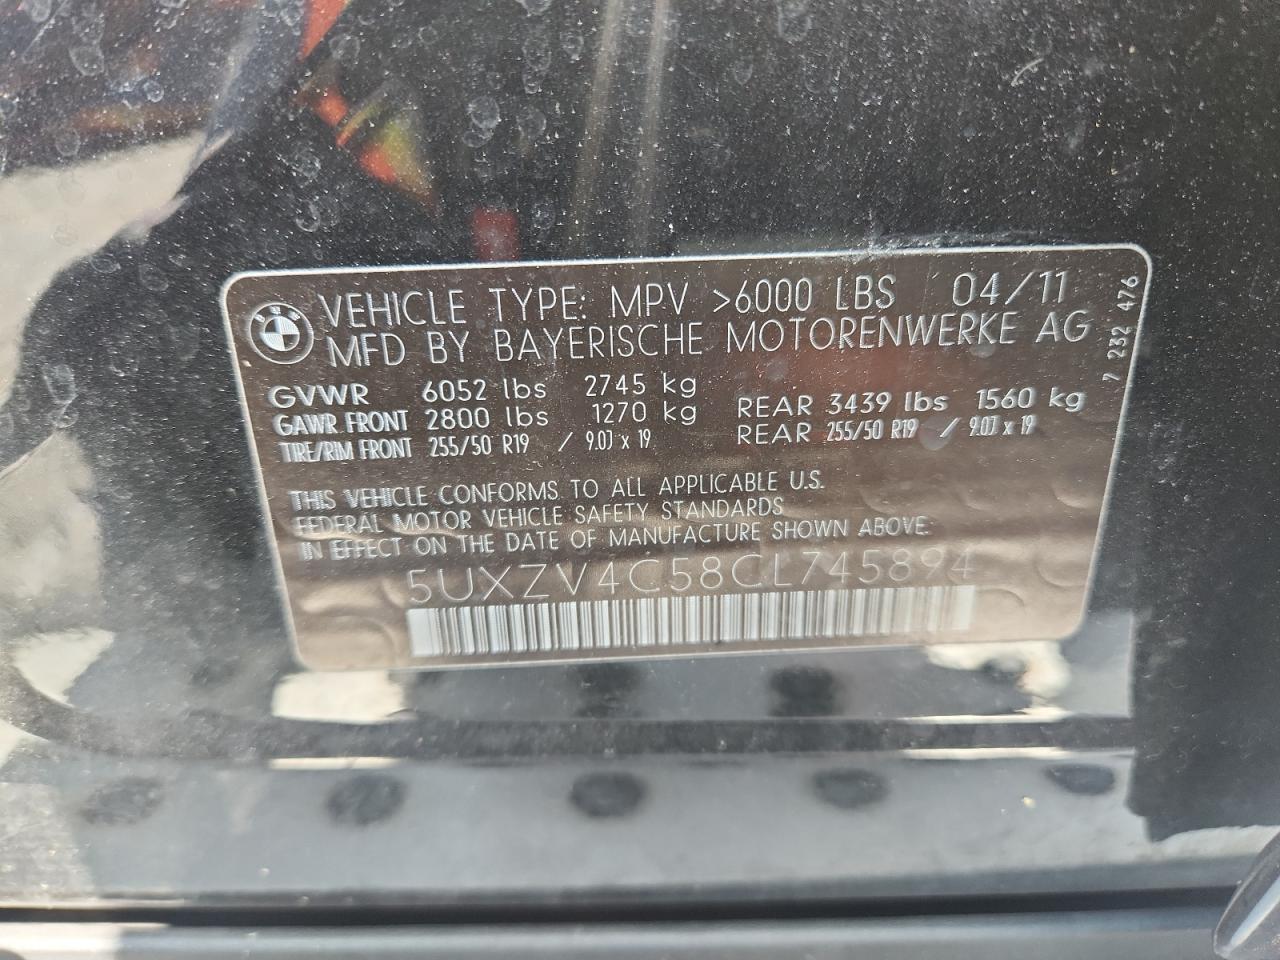 VEHICLE TYPE: MPV >6000 LBS 04/11
MFD BY BAYERISCHE MOTORENWERKE AG
GVWR 6052 lbs 2745 kg
GAWR FRONT 2800 lbs 1270 kg REAR 3439 lbs 1560 kg
TIRE/RIM FRONT 255/50 R19 / 9.0J x 19 REAR 255/50 R19 / 9.0J x 19
THIS VEHICLE CONFORMS TO ALL APPLICABLE U.S.
FEDERAL MOTOR VEHICLE SAFETY STANDARDS
IN EFFECT ON THE DATE OF MANUFACTURE SHOWN ABOVE.
5UXZV4C58CL745894
7 232 476